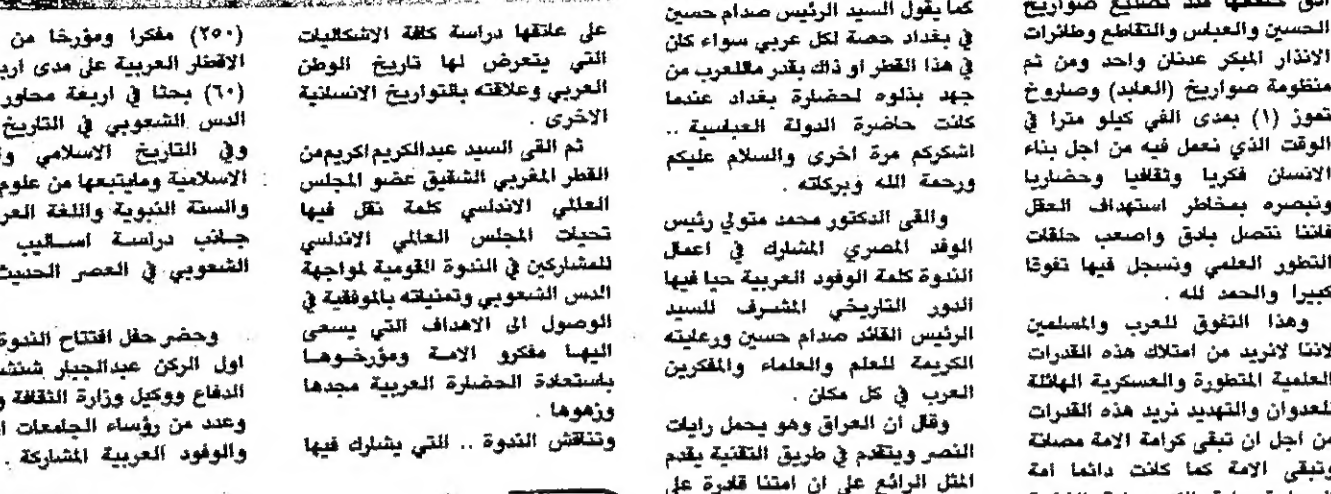 الحسين والعباس والتقاطع وطائرات
الانذار المبكر عدنان واحد ومن ثم
منظومة صواريخ (العابد) وصاروخ
تموز (١) بمدى الفي كيلو مترا في
الوقت الذي نعمل فيه من اجل بناء
الانسان فكريا وثقافيا وحضاريا
ونبصره بمخاطر استهداف العقل
فاننا نتصل بادق واصعب حلقات
التطور العلمي ونسجل فيها تفوقا
كبيرا والحمد لله .
وهذا التفوق للعرب والمسلمين
لاننا لانريد من امتلاك هذه القدرات
العلمية المتطورة والعسكرية الهائلة
للعدوان والتهديد نريد هذه القدرات
من اجل ان تبقى كرامة الامة مصانة
وتبقى الامة كما كانت دائما امة
كما يقول السيد الرئيس صدام حسين
في بغداد حصة لكل عربي سواء كان
في هذا القطر او ذاك بقدر ماللعرب من
جهد بذلوه لحضارة بغداد عندما
كانت حاضرة الدولة العباسية ..
اشكركم مرة اخرى والسلام عليكم
ورحمة الله وبركاته .
والقى الدكتور محمد متولي رئيس
الوفد المصري المشارك في اعمال
الندوة كلمة الوفود العربية حيا فيها
الدور التاريخي المشرف للسيد
الرئيس القائد صدام حسين ورعايته
الكريمة للعلم والعلماء والمفكرين
العرب في كل مكان .
وقال ان العراق وهو يحمل رايات
النصر ويتقدم في طريق التقنية يقدم
المثل الرائع على ان امتنا قادرة على
على عاتقها دراسة كافة الاشكاليات
التي يتعرض لها تاريخ الوطن
العربي وعلاقته بالتواريخ الانسانية
الاخرى .
ثم القى السيد عبدالكريم اكريم من
القطر المغربي الشقيق عضو المجلس
العالمي الاندلسي كلمة نقل فيها
تحيات المجلس العالمي الاندلسي
للمشاركين في الندوة القومية لمواجهة
الدس الشعوبي وتمنياته بالموفقية في
الوصول الى الاهداف التي يسعى
اليها مفكرو الامة ومؤرخوها
باستعادة الحضارة العربية مجدها
وزهوها .
وتناقش الندوة .. التي يشارك فيها
(٢٥٠) مفكرا ومؤرخا من
الاقطار العربية على مدى
(٦٠) بحثا في اربعة محاور
الدس الشعوبي في التاريخ
وفي التاريخ الاسلامي
الاسلامية ومايتبعها من علوم
والسنة النبوية واللغة
جانب دراسة اساليب
الشعوبي في العصر
وحضر حفل افتتاح الندوة
اول الركن عبدالجبار
الدفاع ووكيل وزارة الثقافة
وعدد من رؤساء الجامعات
والوفود العربية المشاركة .